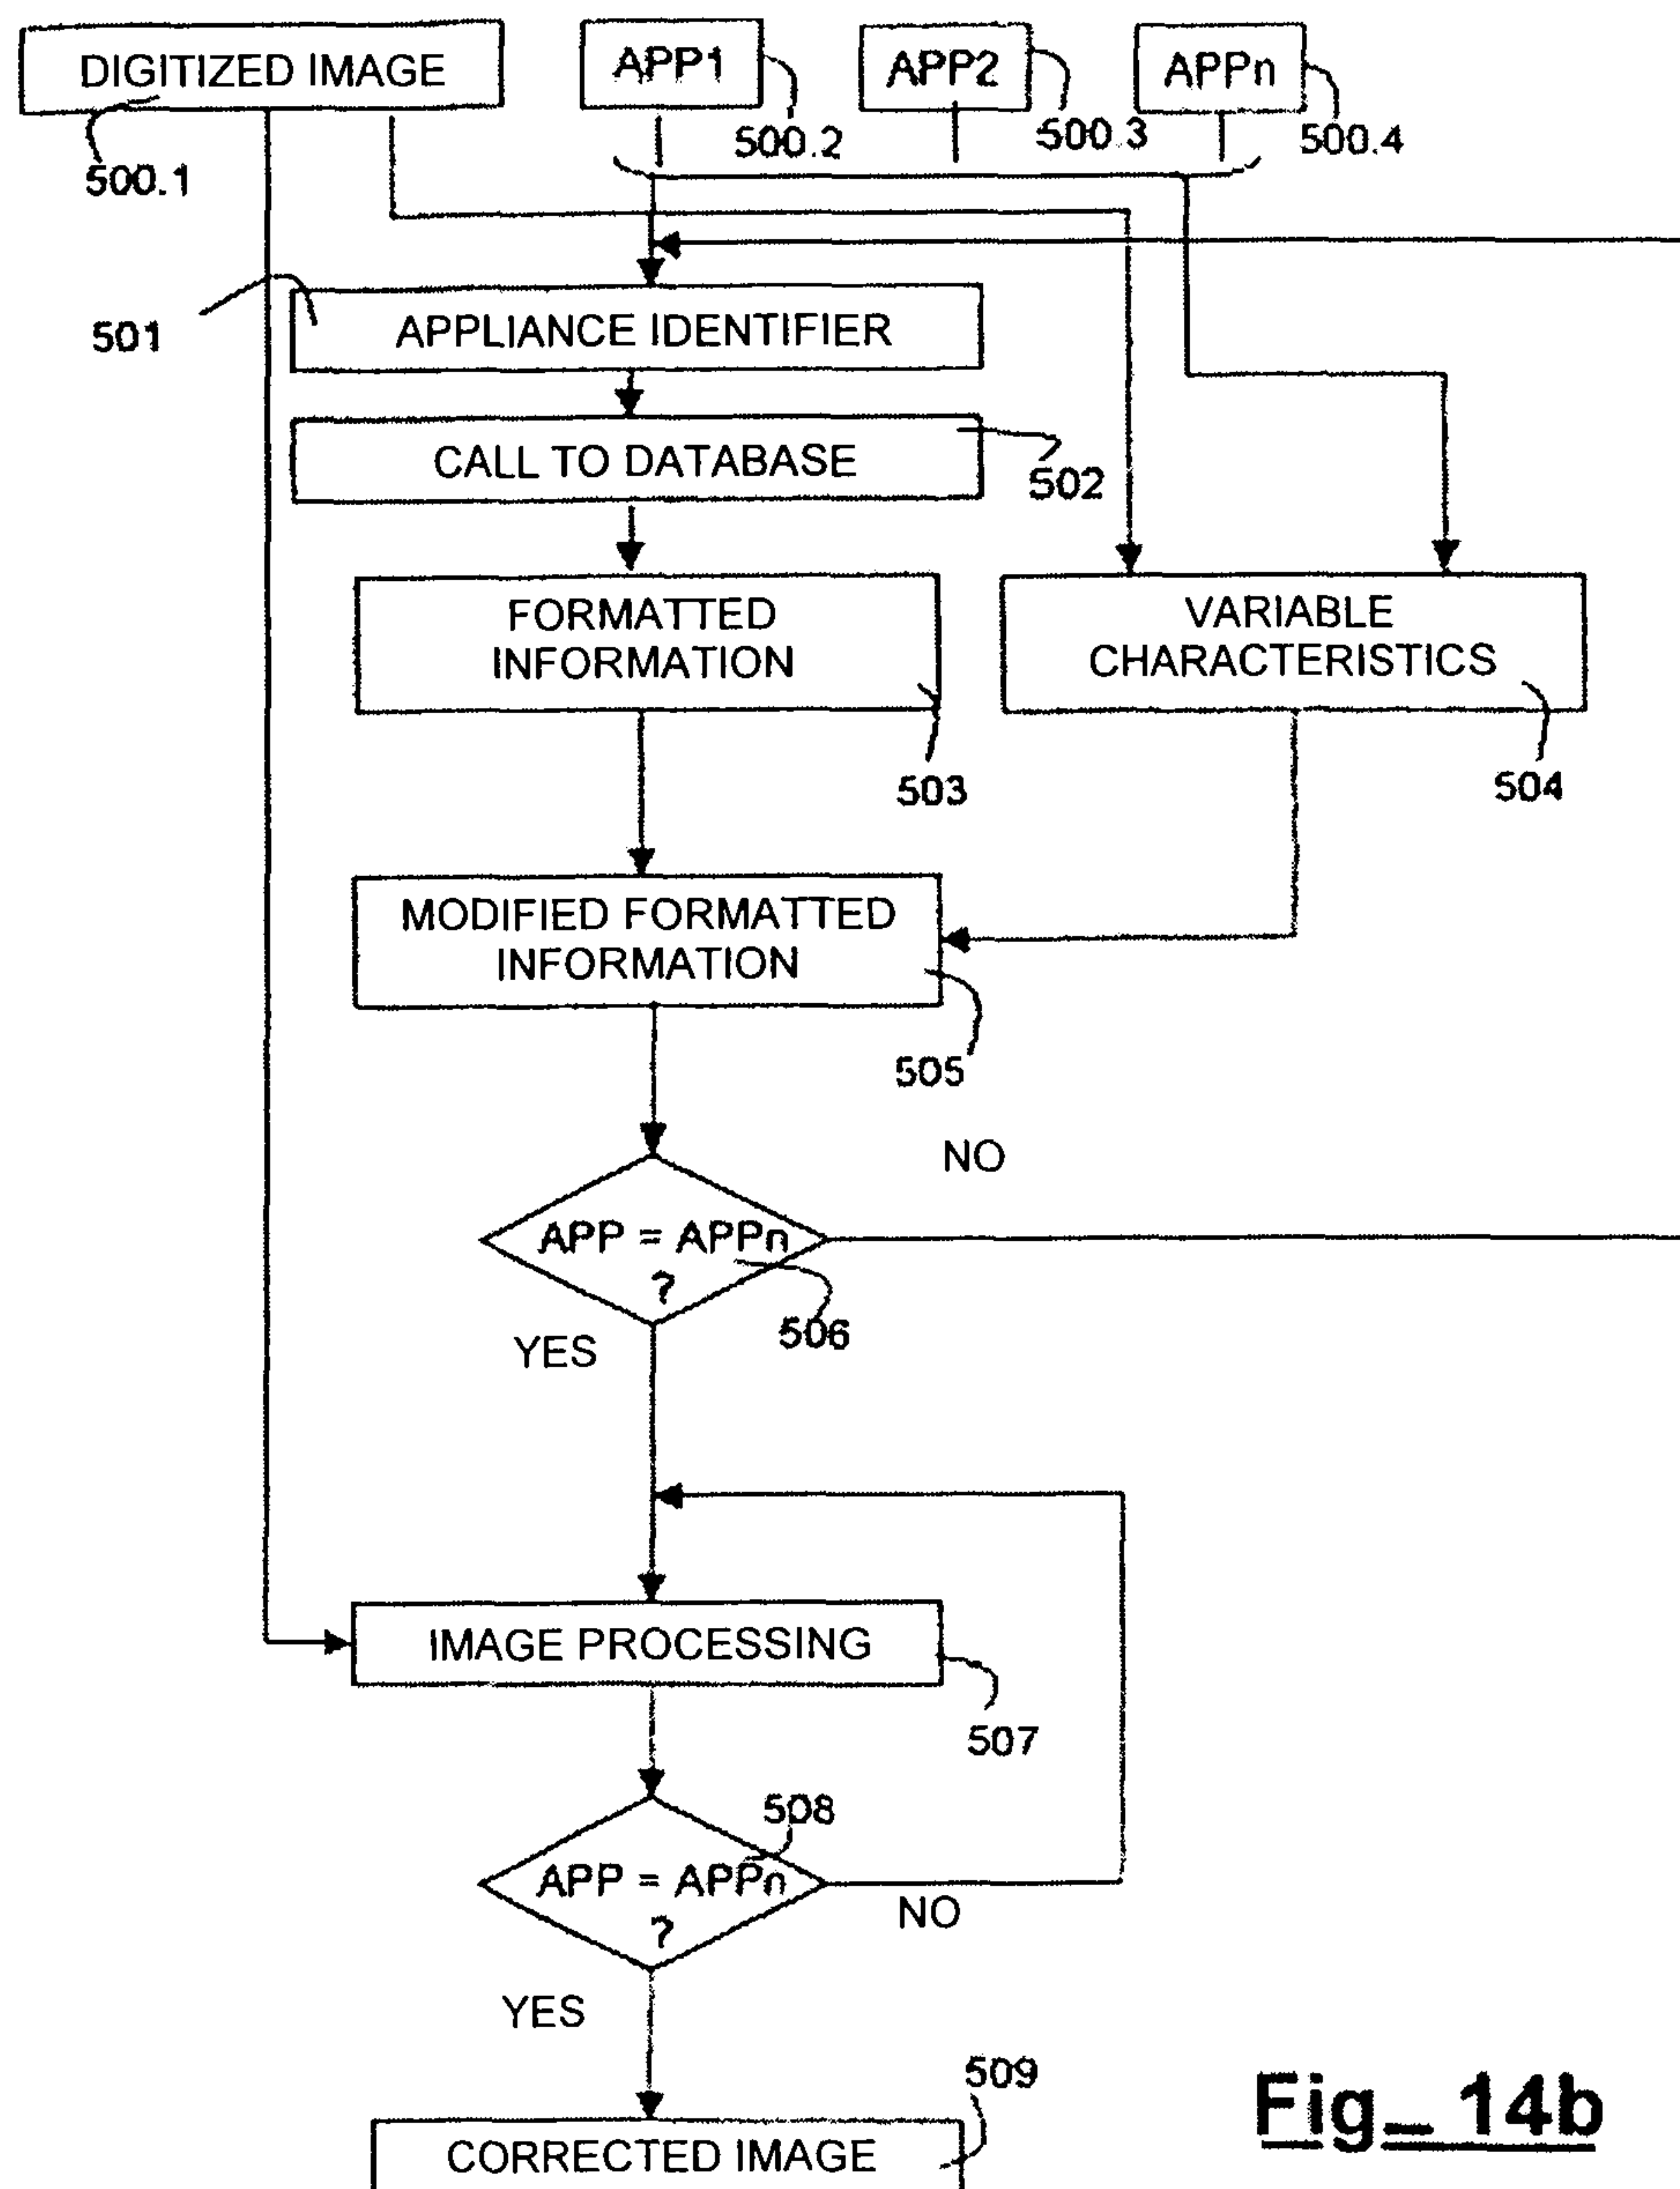 DIGITIZED IMAGE
APP1
APP2
APPn
500.1
500.2
500.3
500.4
501
APPLIANCE IDENTIFIER
CALL TO DATABASE
502
FORMATTED
INFORMATION
503
VARIABLE
CHARACTERISTICS
504
MODIFIED FORMATTED
INFORMATION
505
NO
APP = APPn
?
506
YES
IMAGE PROCESSING
507
508
APP = APPn
?
NO
YES
509
CORRECTED IMAGE
Fig_ 14b